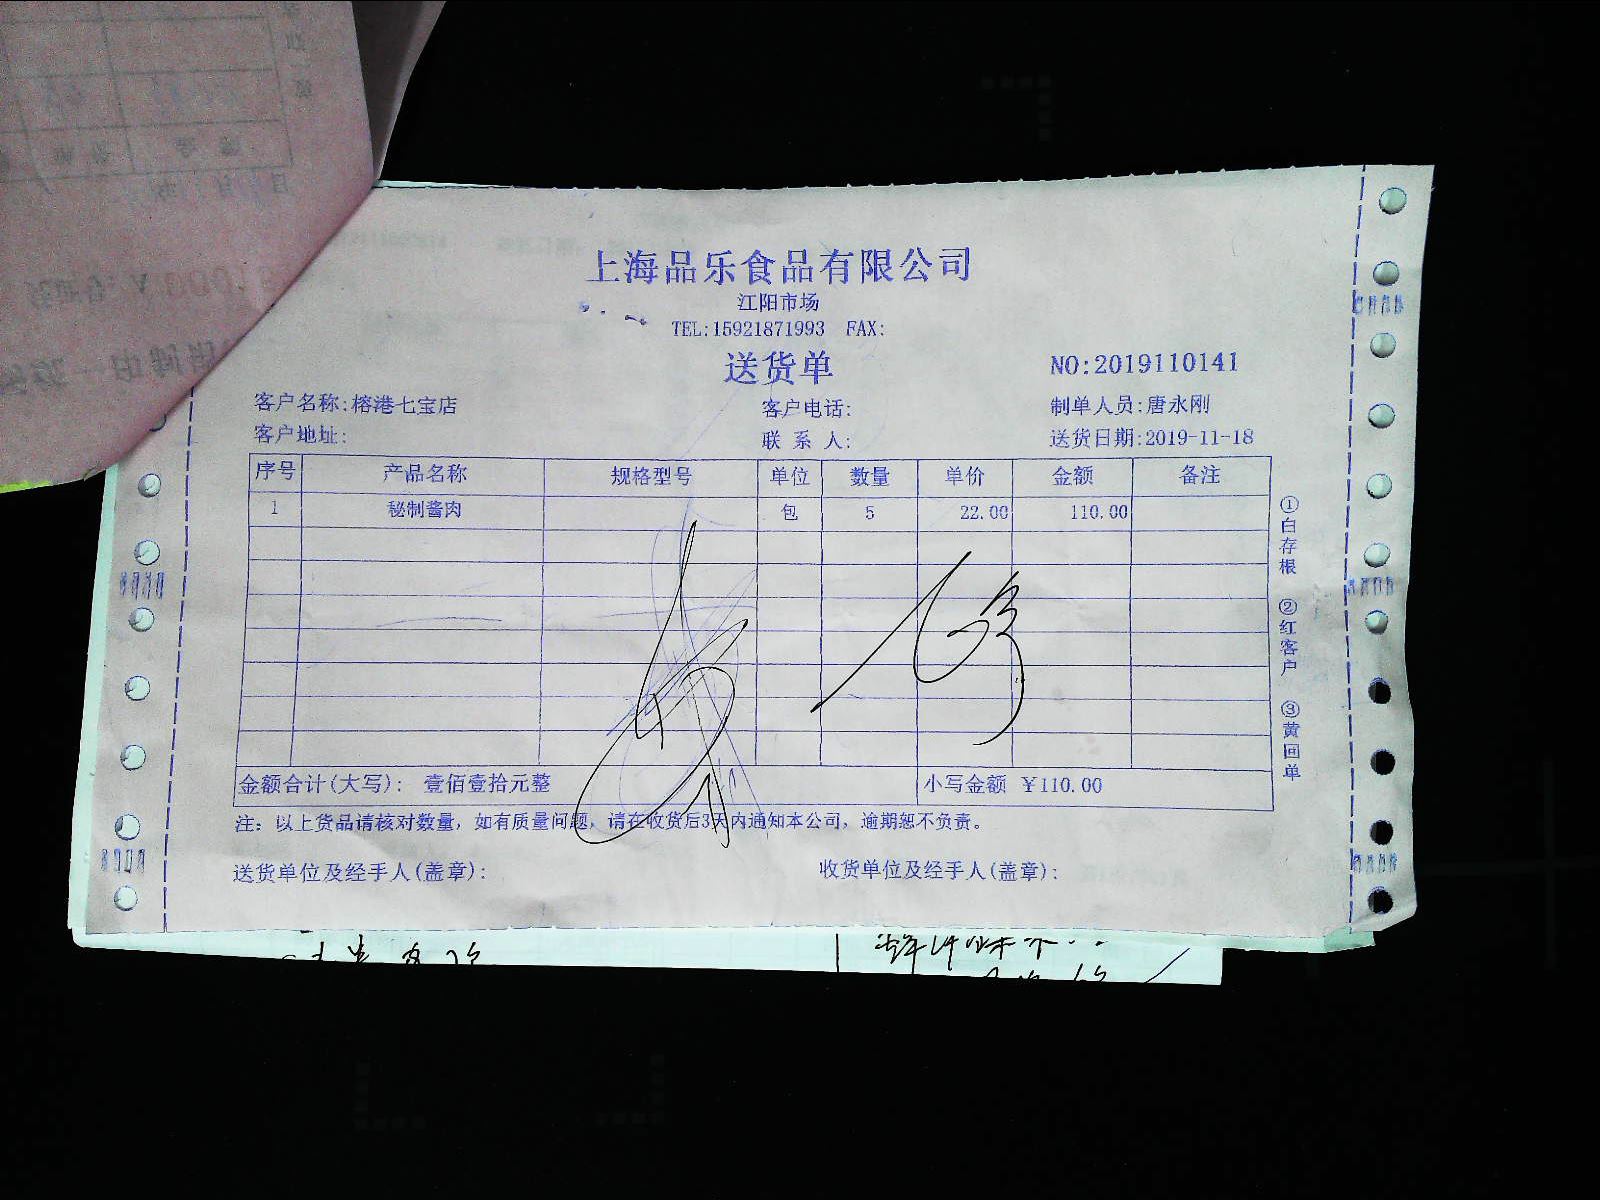 上海品乐食品有限公司
江阳市场
TEL:15921871993 FAX:
送货单
NO:2019110141
客户名称:榕港七宝店 客户电话: 制单人员:唐永刚
客户地址: 联系人: 送货日期:2019-11-18
序号 产品名称 规格型号 单位 数量 单价 金额 备注
1 秘制酱肉 包 5 22.00 110.00
金额合计(大写): 壹佰壹拾元整 小写金额 ¥110.00
注: 以上货品请核对数量, 如有质量问题, 请在收货后3天内通知本公司, 逾期恕不负责。
送货单位及经手人(盖章): 收货单位及经手人(盖章):
①白存根 ②红客户 ③黄回单